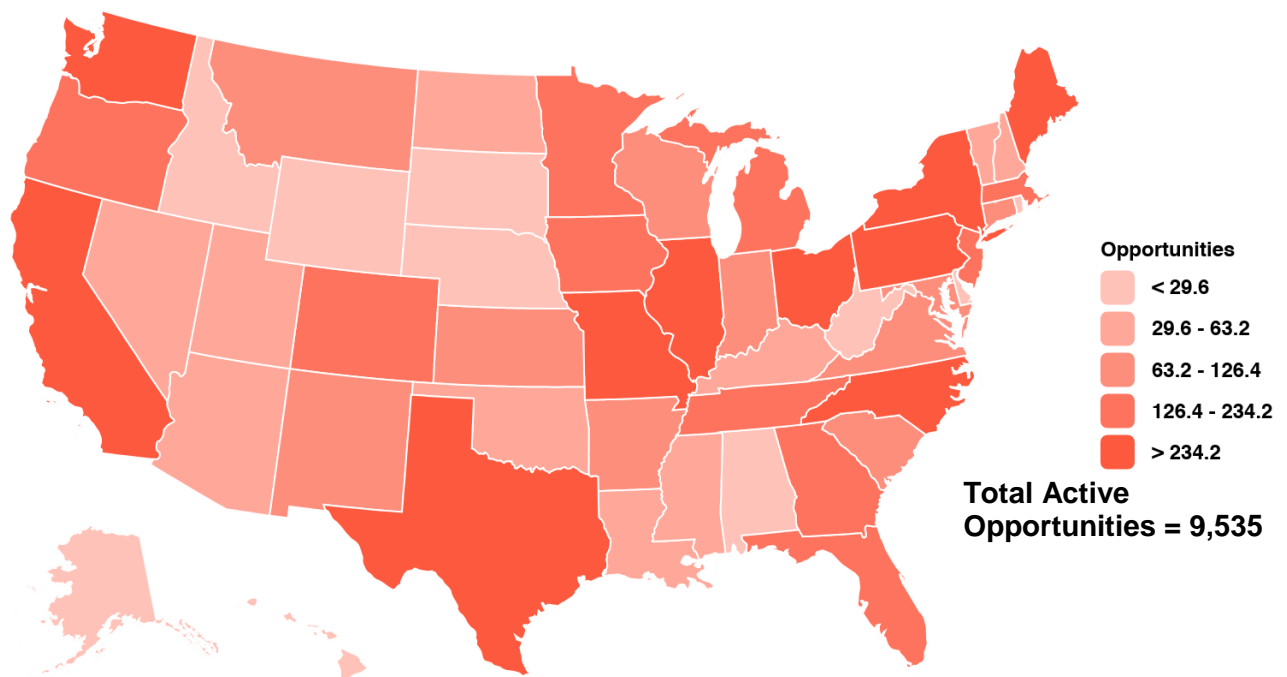 Opportunities
< 29.6
29.6 - 63.2
63.2 - 126.4
126.4 - 234.2
> 234.2
Total Active
Opportunities = 9,535